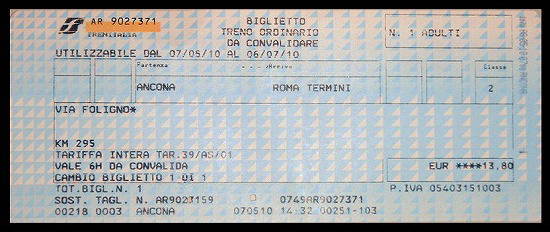 AR 9027371
TRENITALIA
BIGLIETTO
TRENO ORDINARIO
DA CONVALIDARE
N. 1 ADULTI
UTILIZZABILE DAL 07/05/10 AL 06/07/10
Partenza Arrivo Classe
ANCONA ROMA TERMINI 2
VIA FOLIGNO*
KM 295
TARIFFA INTERA TAR.39/AS/01
VALE 6H DA CONVALIDA
CAMBIO BIGLIETTO 1 DI 1
EUR ****13.80
TOT.BIGL.N. 1
P.IVA 05403151003
SOST. TAGL. N. AR9023159 0749AR9027371
00218 0003 ANCONA 070510 14:32 00251-103